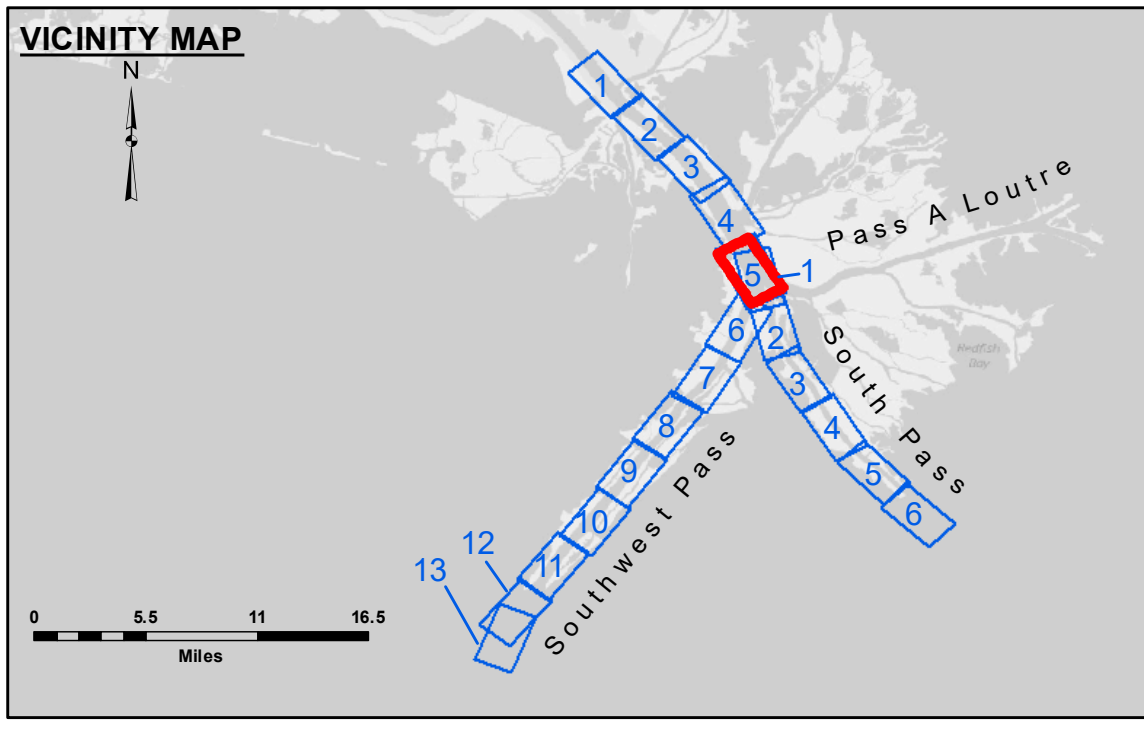 VICINITY MAP
N
1
2
3
4
5
1
Pass A Loutre
6
2
South Pass
Redfish
Bay
7
3
8
4
9
5
10
6
11
Southwest Pass
12
13
0 5.5 11 16.5
Miles